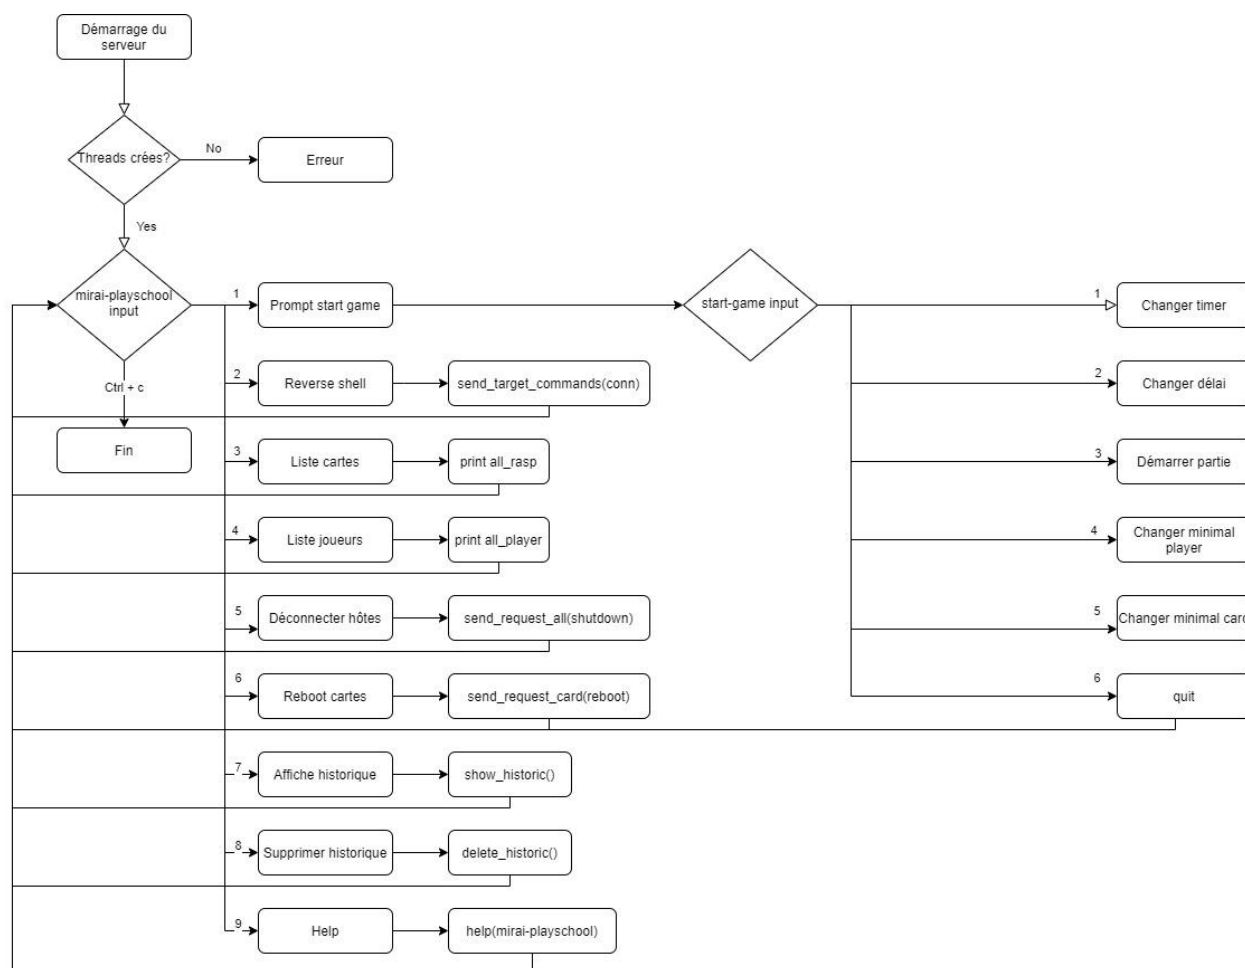 Démarrage du
serveur
Threads crées?
No
Erreur
Yes
mirai-playschool
input
1
Prompt start game
start-game input
1
Changer timer
2
Reverse shell
send_target_commands(conn)
2
Changer délai
Ctrl + c
Fin
3
Liste cartes
print all_rasp
3
Démarrer partie
4
Liste joueurs
print all_player
4
Changer minimal
player
5
Déconnecter hôtes
send_request_all(shutdown)
5
Changer minimal card
6
Reboot cartes
send_request_card(reboot)
6
quit
7
Affiche historique
show_historic()
8
Supprimer historique
delete_historic()
9
Help
help(mirai-playschool)